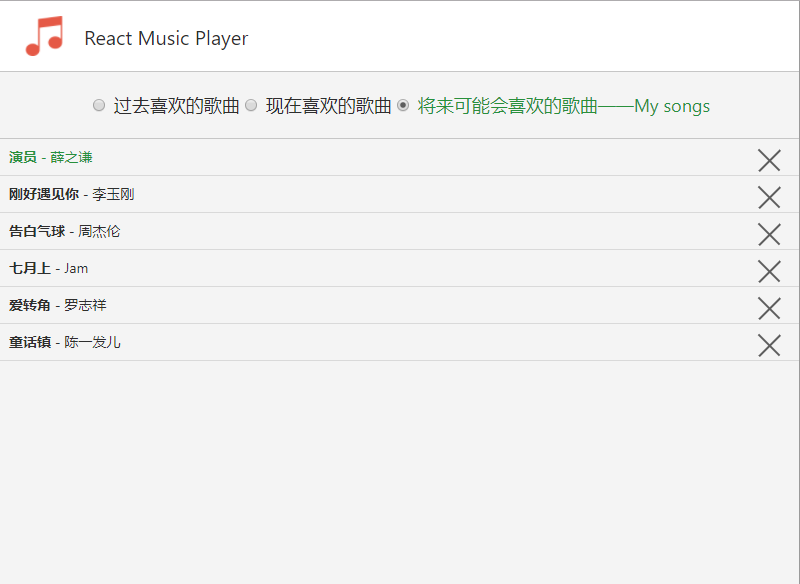 React Music Player
过去喜欢的歌曲 现在喜欢的歌曲 将来可能会喜欢的歌曲——My songs
演员 - 薛之谦
刚好遇见你 - 李玉刚
告白气球 - 周杰伦
七月上 - Jam
爱转角 - 罗志祥
童话镇 - 陈一发儿